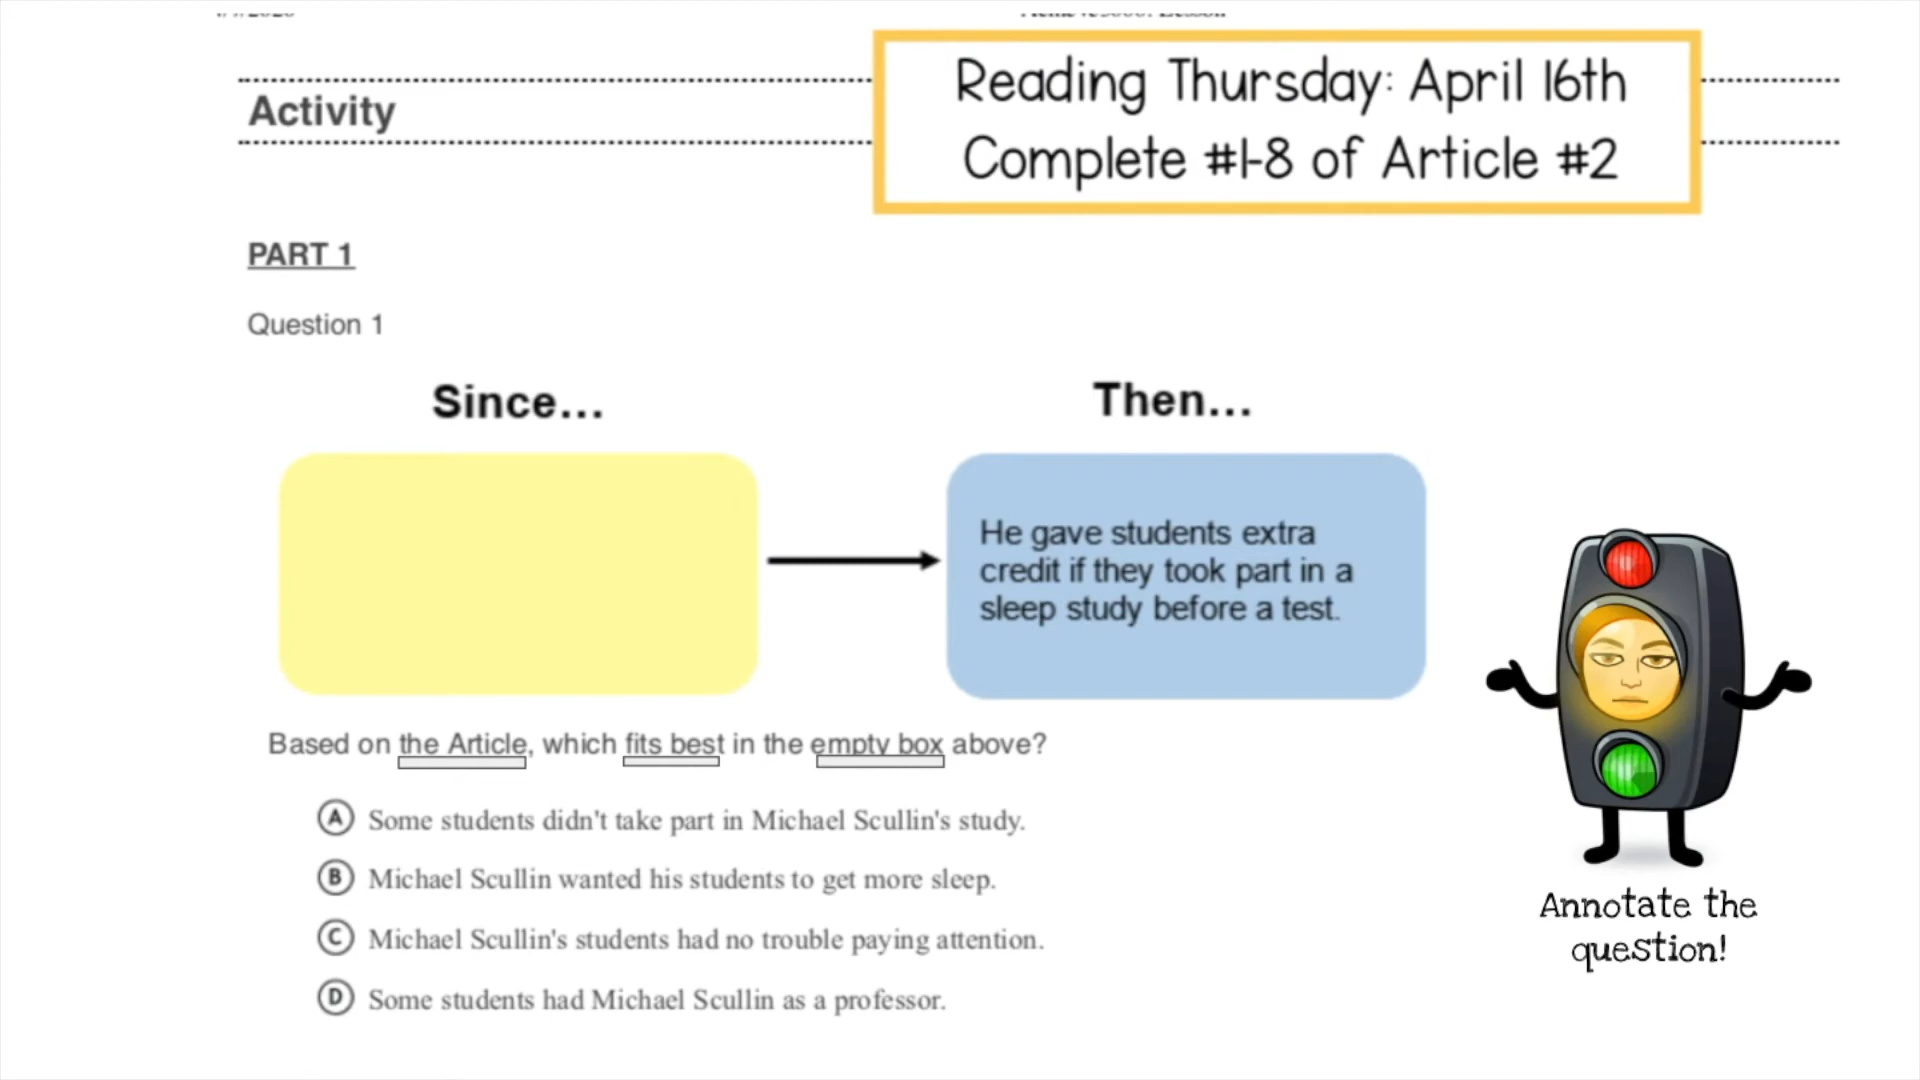 Reading Thursday: April 16th
Complete #1-8 of Article #2
Activity
PART 1
Question 1
Since...
Then...
He gave students extra
credit if they took part in a
sleep study before a test.
Based on the Article, which fits best in the empty box above?
A Some students didn't take part in Michael Scullin's study.
B Michael Scullin wanted his students to get more sleep.
C Michael Scullin's students had no trouble paying attention.
D Some students had Michael Scullin as a professor.
Annotate the
question!